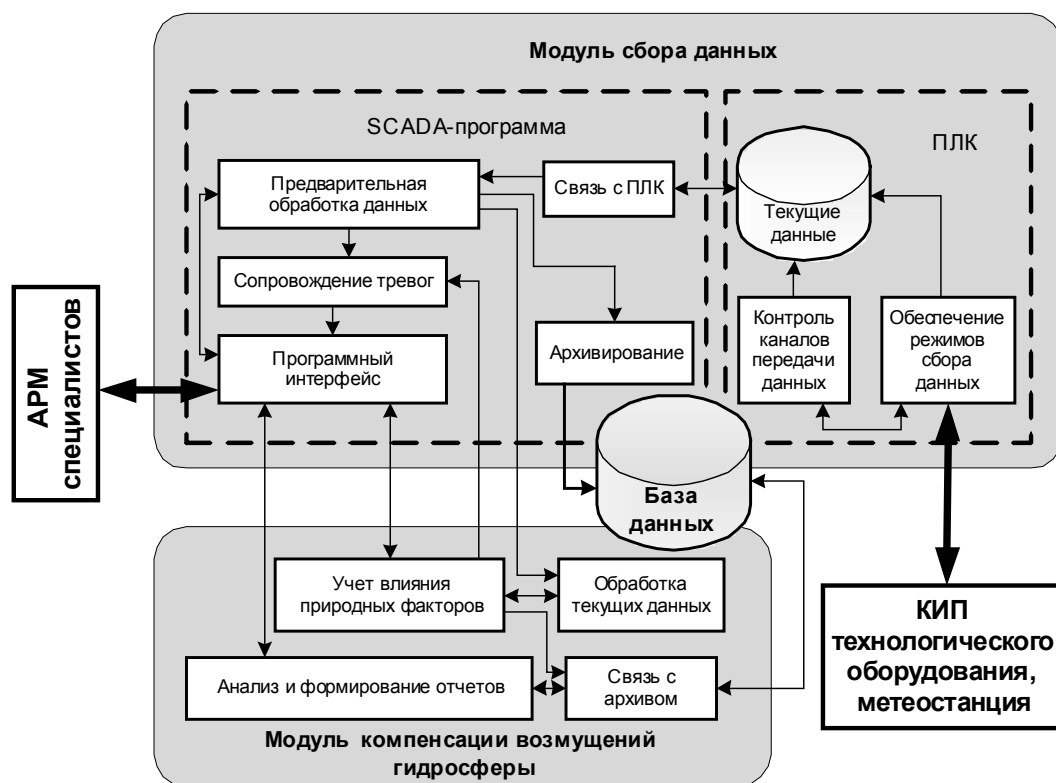 Модуль сбора данных
SCADA-программа
ПЛК
Предварительная
обработка данных
Связь с ПЛК
Текущие
данные
Сопровождение тревог
Программный
интерфейс
Архивирование
Контроль
каналов
передачи
данных
Обеспечение
режимов
сбора
данных
АРМ
специалистов
База
данных
Учет влияния
природных факторов
Обработка
текущих данных
Анализ и формирование отчетов
Связь с
архивом
Модуль компенсации возмущений
гидросферы
КИП
технологического
оборудования,
метеостанция